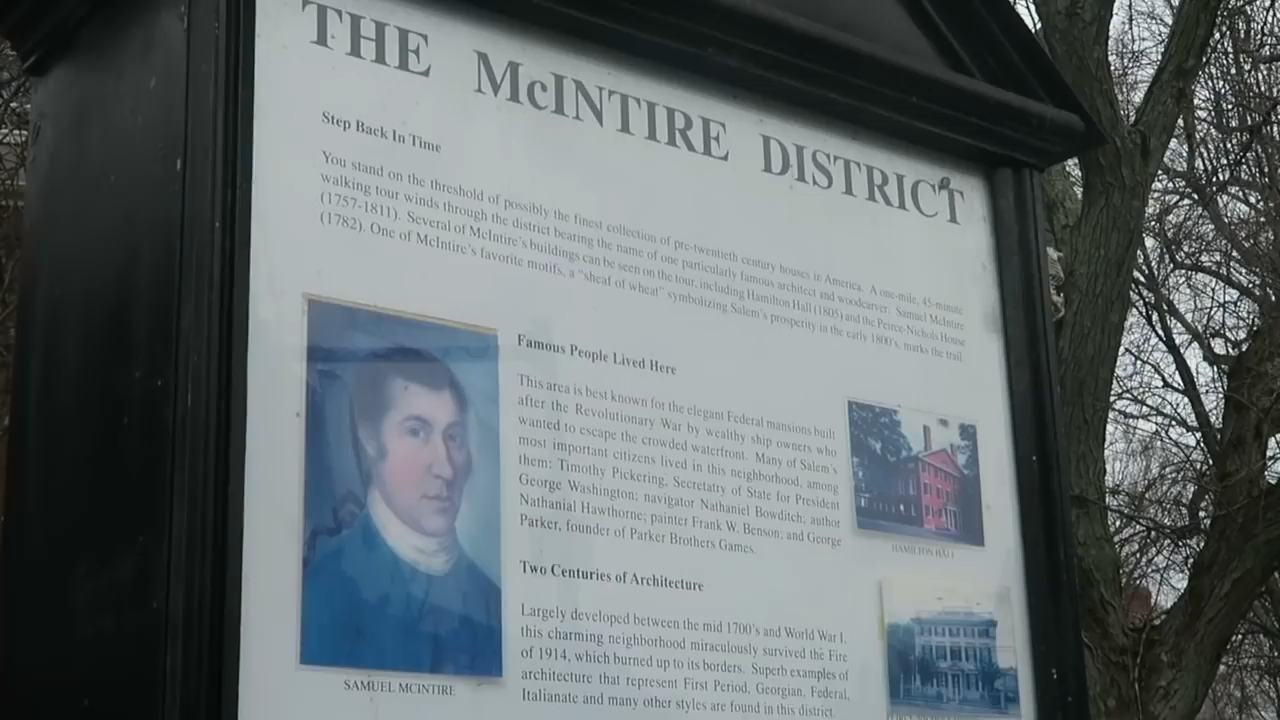 THE McINTIRE DISTRICT
Step Back In Time
You stand on the threshold of possibly the finest collection of pre-twentieth century houses in America. A one-mile, 45-minute
walking tour winds through the district bearing the name of one particularly famous architect and woodcarver: Samuel McIntire
(1757-1811). Several of McIntire's buildings can be seen on the tour, including Hamilton Hall (1805) and the Peirce-Nichols House
(1782). One of McIntire's favorite motifs, a "sheaf of wheat" symbolizing Salem's prosperity in the early 1800's, marks the trail.
Famous People Lived Here
This area is best known for the elegant Federal mansions built
after the Revolutionary War by wealthy ship owners who
wanted to escape the crowded waterfront. Many of Salem's
most important citizens lived in this neighborhood, among
them: Timothy Pickering, Secretatry of State for President
George Washington; navigator Nathaniel Bowditch; author
Nathanial Hawthorne; painter Frank W. Benson; and George
Parker, founder of Parker Brothers Games.
HAMILTON HALL
Two Centuries of Architecture
Largely developed between the mid 1700's and World War I,
this charming neighborhood miraculously survived the Fire
of 1914, which burned up to its borders. Superb examples of
architecture that represent First Period, Georgian, Federal,
Italianate and many other styles are found in this district.
SAMUEL MCINTIRE